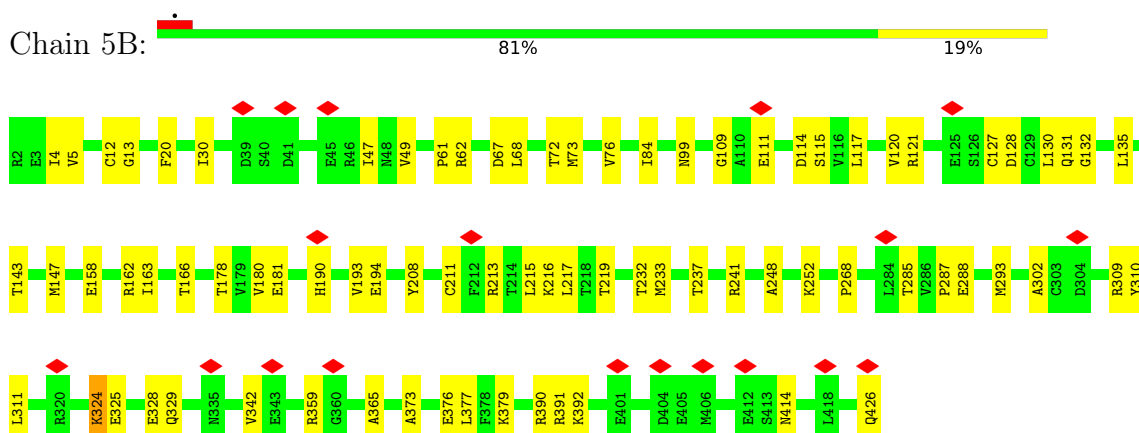 Chain 5B:
81% 19%
R2 E3 I4 V5 G12 G13 F20 I30 D39 S40 D41 E45 R46 I47 N48 V49 P61 R62 D67 L68 T72 M73 V76 I84 N99 G109 A110 E111 D114 S115 V116 L117 V120 R121 E125 S126 C127 D128 C129 L130 Q131 G132 L135
T143 M147 E158 R162 I163 T166 T178 V179 V180 E181 H190 V193 E194 Y208 C211 F212 R213 T214 L215 K216 L217 T218 T219 T232 M233 T237 R241 A248 K252 P268 L284 T285 V286 P287 E288 M293 A302 C303 D304 R309 Y310
L311 R320 K324 E325 E328 Q329 N335 V342 E343 R359 G360 A365 A373 E376 L377 F378 K379 R390 R391 K392 E401 D404 E405 M406 E412 S413 N414 L418 Q426